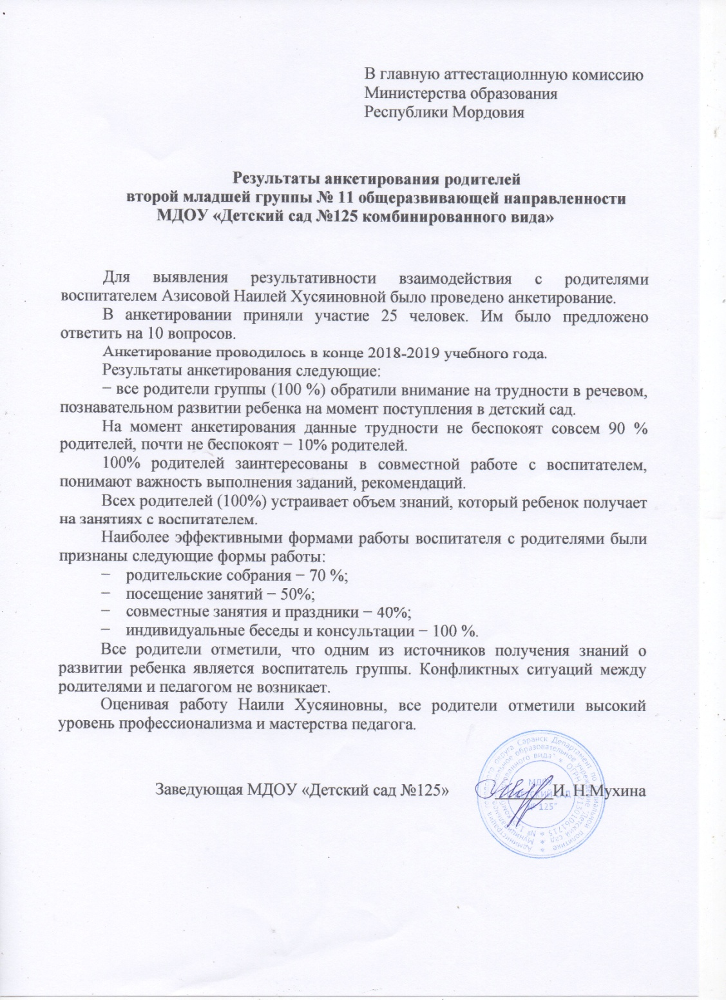 В главную аттестациолнную комиссию
Министерства образования
Республики Мордовия
Результаты анкетирования родителей
второй младшей группы № 11 общеразвивающей направленности
МДОУ «Детский сад №125 комбинированного вида»
Для выявления результативности взаимодействия с родителями
воспитателем Азисовой Наилей Хусяиновной было проведено анкетирование.
В анкетировании приняли участие 25 человек. Им было предложено
ответить на 10 вопросов.
Анкетирование проводилось в конце 2018-2019 учебного года.
Результаты анкетирования следующие:
− все родители группы (100 %) обратили внимание на трудности в речевом,
познавательном развитии ребенка на момент поступления в детский сад.
На момент анкетирования данные трудности не беспокоят совсем 90 %
родителей, почти не беспокоят − 10% родителей.
100% родителей заинтересованы в совместной работе с воспитателем,
понимают важность выполнения заданий, рекомендаций.
Всех родителей (100%) устраивает объем знаний, который ребенок получает
на занятиях с воспитателем.
Наиболее эффективными формами работы воспитателя с родителями были
признаны следующие формы работы:
− родительские собрания − 70 %;
− посещение занятий − 50%;
− совместные занятия и праздники − 40%;
− индивидуальные беседы и консультации − 100 %.
Все родители отметили, что одним из источников получения знаний о
развитии ребенка является воспитатель группы. Конфликтных ситуаций между
родителями и педагогом не возникает.
Оценивая работу Наили Хусяиновны, все родители отметили высокий
уровень профессионализма и мастерства педагога.
Заведующая МДОУ «Детский сад №125» И. Н.Мухина